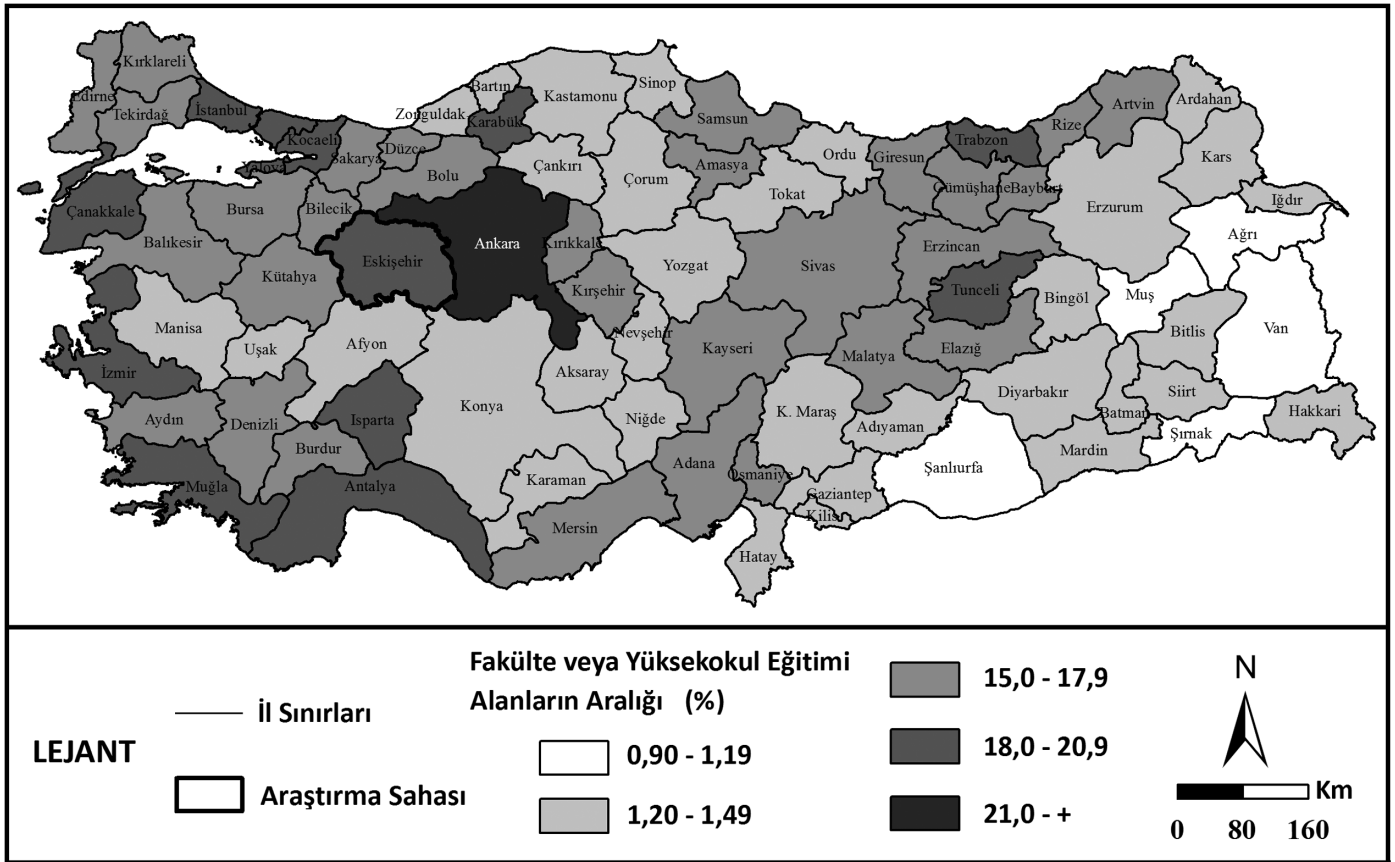 Kırklareli
Edirne
Tekirdağ
İstanbul
Kocaeli
Yalova
Sakarya
Düzce
Bolu
Zonguldak
Bartın
Karabük
Kastamonu
Sinop
Samsun
Çankırı
Çorum
Amasya
Tokat
Ordu
Giresun
Trabzon
Gümüşhane
Bayburt
Rize
Artvin
Ardahan
Kars
Iğdır
Ağrı
Erzurum
Çanakkale
Balıkesir
Bursa
Bilecik
Eskişehir
Ankara
Kırıkkale
Kırşehir
Yozgat
Sivas
Erzincan
Tunceli
Bingöl
Muş
Bitlis
Van
Kütahya
Manisa
Uşak
Afyon
Nevşehir
Kayseri
Malatya
Elazığ
Diyarbakır
Batman
Siirt
Şırnak
Hakkari
İzmir
Aydın
Denizli
Isparta
Burdur
Konya
Aksaray
Niğde
K. Maraş
Adıyaman
Şanlıurfa
Mardin
Muğla
Antalya
Karaman
Mersin
Adana
Osmaniye
Gaziantep
Kilis
Hatay
LEJANT
İl Sınırları
Araştırma Sahası
Fakülte veya Yüksekokul Eğitimi
Alanların Aralığı (%)
0,90 - 1,19
1,20 - 1,49
15,0 - 17,9
18,0 - 20,9
21,0 - +
N
Km
0 80 160